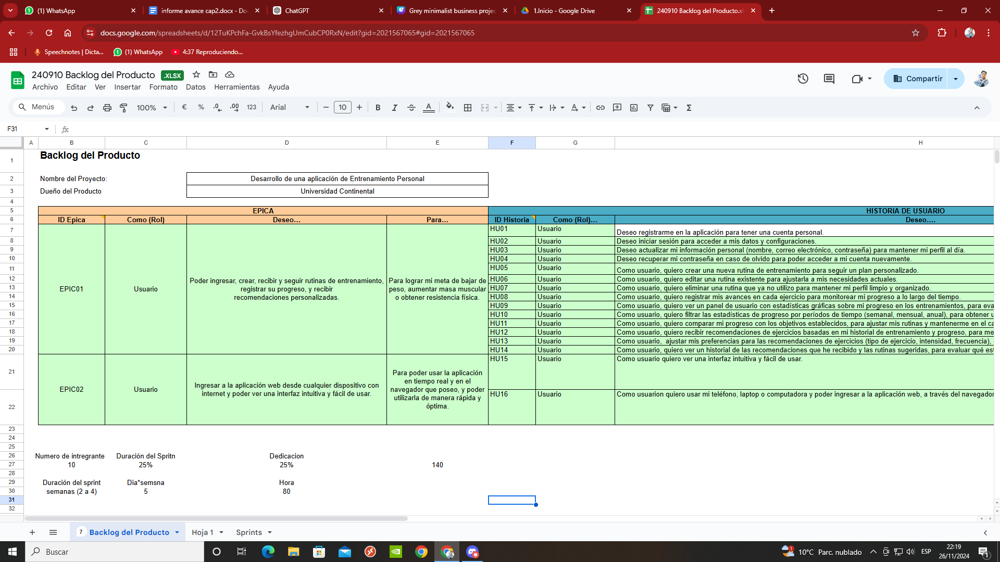 (1) WhatsApp
informe avance cap2.docx - Doc
ChatGPT
Grey minimalist business projec
1.Inicio - Google Drive
240910 Backlog del Producto.xl
docs.google.com/spreadsheets/d/12TuKPchFa-GvkBsYfezhgUmCubCP0RxN/edit?gid=2021567065#gid=2021567065
Speechnotes | Dicta...
(1) WhatsApp
4:37 Reproduciendo...
240910 Backlog del Producto
.XLSX
Archivo Editar Ver Insertar Formato Datos Herramientas Ayuda
Compartir
Menús
100%
€ % .0 .00 123
Arial
10
B I A
F31
A B C D E F G H
1 Backlog del Producto
2 Nombre del Proyecto: Desarrollo de una aplicación de Entrenamiento Personal
3 Dueño del Producto Universidad Continental
4
5 EPICA HISTORIA DE USUARIO
6 ID Epica Como (Rol) Deseo... Para... ID Historia Como (Rol)... Deseo....
7 HU01 Usuario Deseo registrarme en la aplicación para tener una cuenta personal.
8 HU02 Usuario Deseo iniciar sesión para acceder a mis datos y configuraciones.
9 HU03 Usuario Deseo actualizar mi información personal (nombre, correo electrónico, contraseña) para mantener mi perfil al día.
10 HU04 Usuario Deseo recuperar mi contraseña en caso de olvido para poder acceder a mi cuenta nuevamente.
11 HU05 Usuario Como usuario, quiero crear una nueva rutina de entrenamiento para seguir un plan personalizado.
12 HU06 Usuario Como usuario, quiero editar una rutina existente para ajustarla a mis necesidades actuales.
13 HU07 Usuario Como usuario, quiero eliminar una rutina que ya no utilizo para mantener mi perfil limpio y organizado.
14 HU08 Usuario Como usuario, quiero registrar mis avances en cada ejercicio para monitorear mi progreso a lo largo del tiempo.
15 HU09 Usuario Como usuario, quiero ver un panel de usuario con estadísticas gráficas sobre mi progreso en los entrenamientos, para eva
16 HU10 Usuario Como usuario, quiero filtrar las estadísticas de progreso por períodos de tiempo (semanal, mensual, anual), para obtener u
17 HU11 Usuario Como usuario, quiero comparar mi progreso con los objetivos establecidos, para ajustar mis rutinas y mantenerme en el ca
18 HU12 Usuario Como usuario, quiero recibir recomendaciones de ejercicios basadas en mi historial de entrenamiento y progreso, para me
19 HU13 Usuario Como usuario, ajustar mis preferencias para las recomendaciones de ejercicios (tipo de ejercicio, intensidad, frecuencia),
20 HU14 Usuario Como usuario, quiero ver un historial de las recomendaciones que he recibido y las rutinas sugeridas, para evaluar qué est
EPIC01
Usuario
Poder ingresar, crear, recibir y seguir rutinas de entrenamiento,
registrar su progreso, y recibir
recomendaciones personalizadas.
Para lograr mi meta de bajar de
peso, aumentar masa muscular
o obtener resistencia física.
21 HU15 Usuario Como usuario quiero ver una interfaz intuitiva y fácil de usar.
22 HU16 Usuario Como usuarion quiero usar mi teléfono, laptop o computadora y poder ingresar a la aplicación web, a través del navegador
EPIC02
Usuario
Ingresar a la aplicación web desde cualquier dispositivo con
internet y poder ver una interfaz intuitiva y fácil de usar.
Para poder usar la aplicación
en tiempo real y en el
navegador que poseo, y poder
utilizarla de manera rápida y
óptima.
23
24
25
26 Numero de intregrante Duración del Spritn Dedicacion
27 10 25% 25% 140
28
29 Duración del sprint Dia*semsna Hora
30 semanas (2 a 4) 5 80
31
32
7 Backlog del Producto Hoja 1 Sprints
Buscar
10°C Parc. nublado
ESP
22:19
26/11/2024
1
1